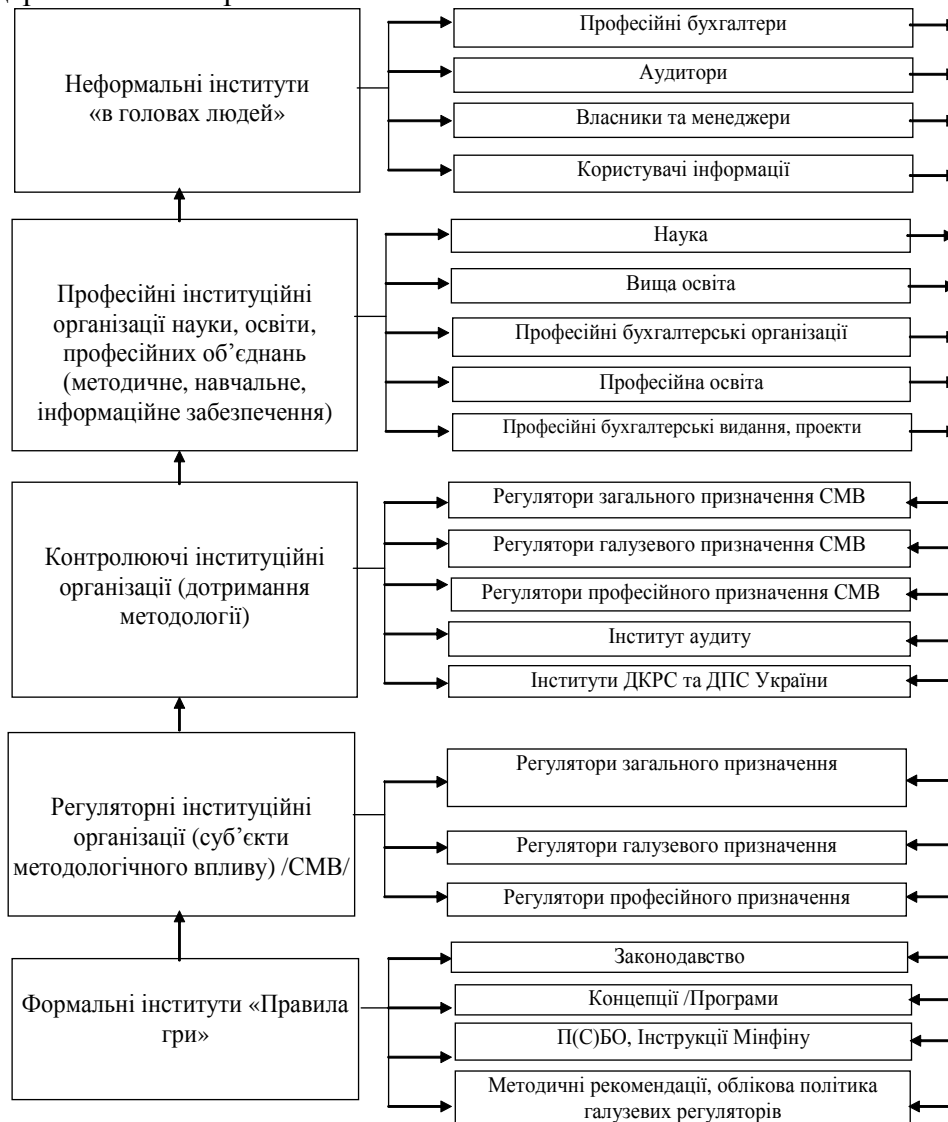 Неформальні інститути
«в головах людей»
Професійні бухгалтери
Аудитори
Власники та менеджери
Користувачі інформації
Професійні інституційні
організації науки, освіти,
професійних об’єднань
(методичне, навчальне,
інформаційне забезпечення)
Наука
Вища освіта
Професійні бухгалтерські організації
Професійна освіта
Професійні бухгалтерські видання, проекти
Контролюючі інституційні
організації (дотримання
методології)
Регулятори загального призначення СМВ
Регулятори галузевого призначення СМВ
Регулятори професійного призначення СМВ
Інститут аудиту
Інститути ДКРС та ДПС України
Регуляторні інституційні
організації (суб’єкти
методологічного впливу) /СМВ/
Регулятори загального призначення
Регулятори галузевого призначення
Регулятори професійного призначення
Формальні інститути «Правила
гри»
Законодавство
Концепції /Програми
П(С)БО, Інструкції Мінфіну
Методичні рекомендації, облікова політика
галузевих регуляторів